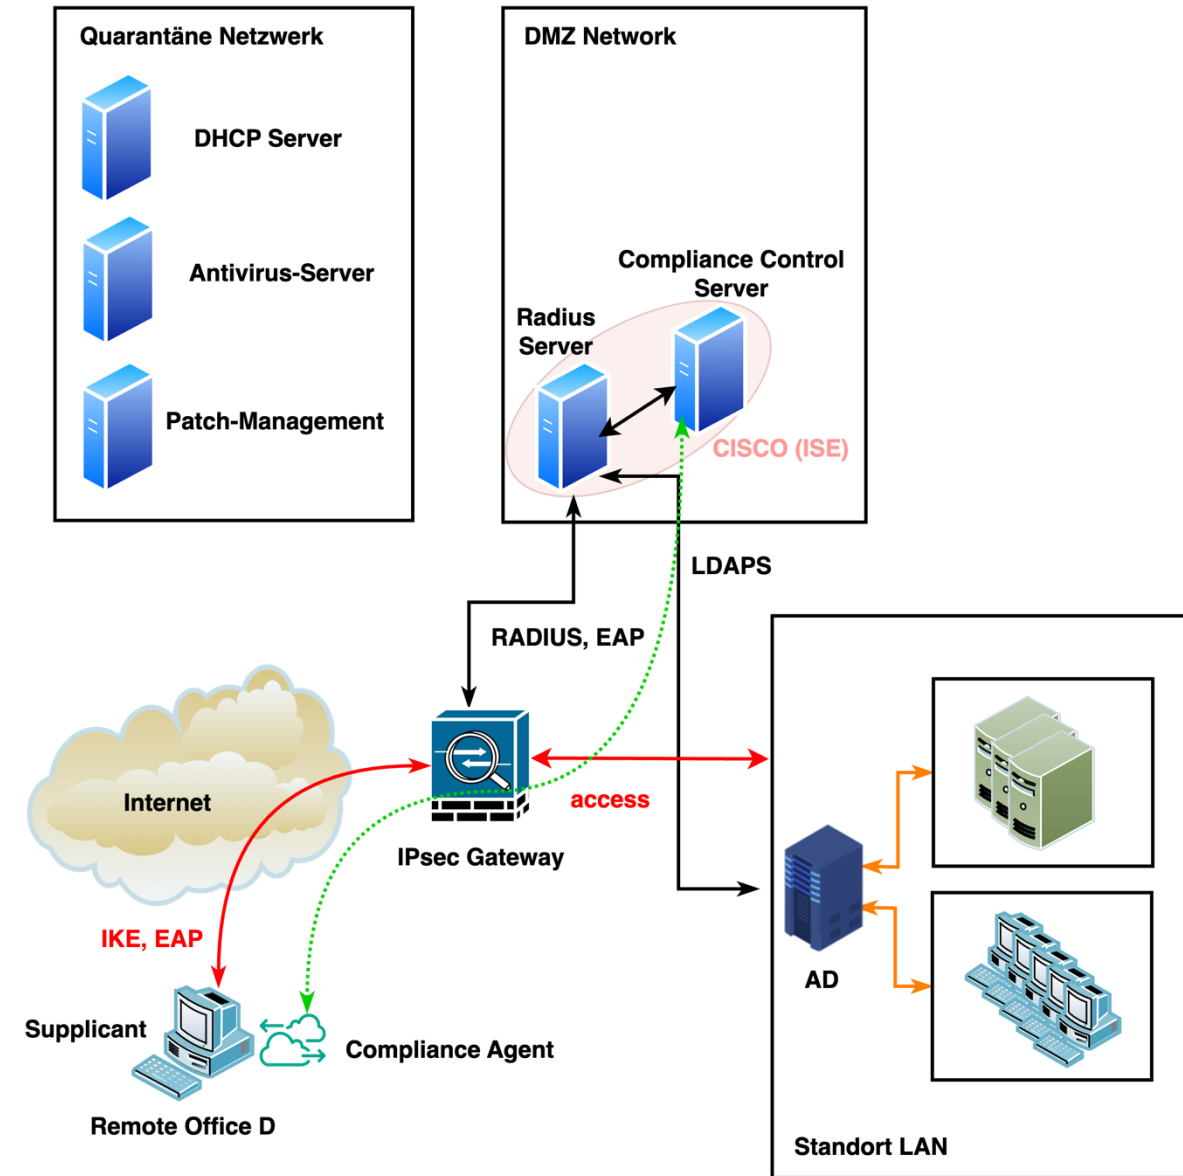 Quarantäne Netzwerk
DHCP Server
Antivirus-Server
Patch-Management
DMZ Network
Compliance Control
Server
Radius
Server
CISCO (ISE)
LDAPS
RADIUS, EAP
Internet
access
IPsec Gateway
IKE, EAP
AD
Supplicant
Compliance Agent
Remote Office D
Standort LAN